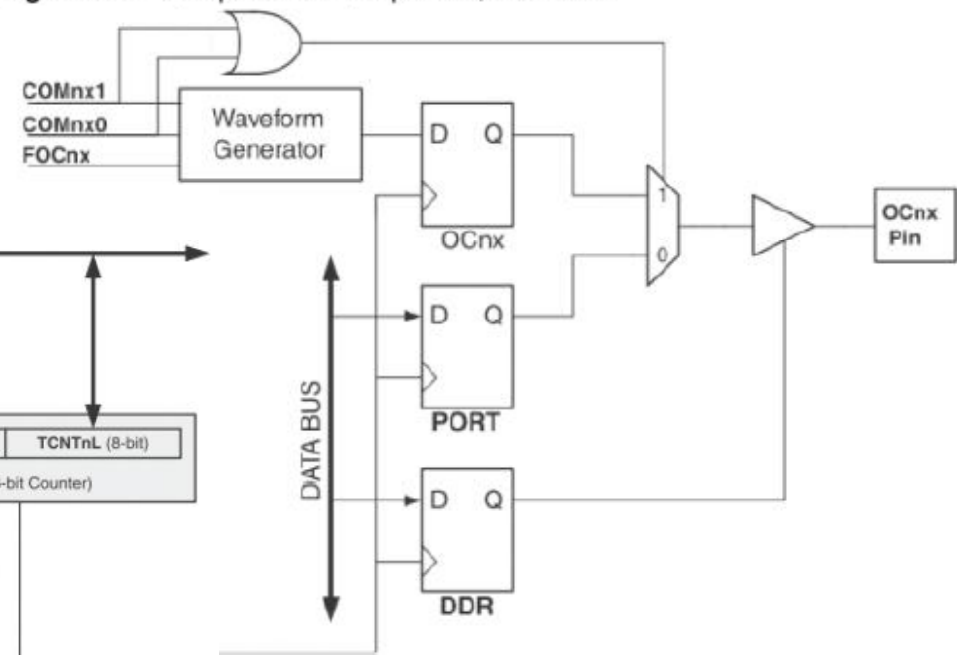 COMnx1
COMnx0
FOCnx
Waveform
Generator
D Q
OCnx
1
0
OCnx
Pin
D Q
PORT
DATA BUS
TCNTnL (8-bit)
-bit Counter)
D Q
DDR